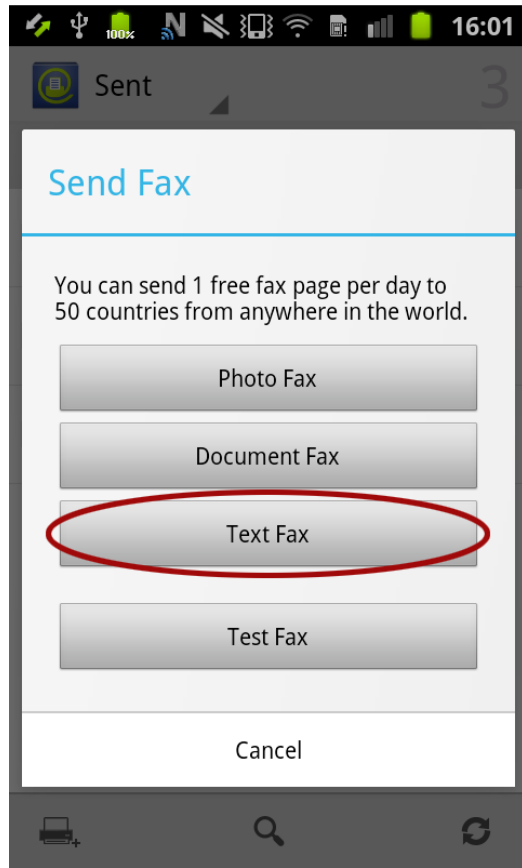 100% 16:01
Sent 3
Send Fax
You can send 1 free fax page per day to
50 countries from anywhere in the world.
Photo Fax
Document Fax
Text Fax
Test Fax
Cancel